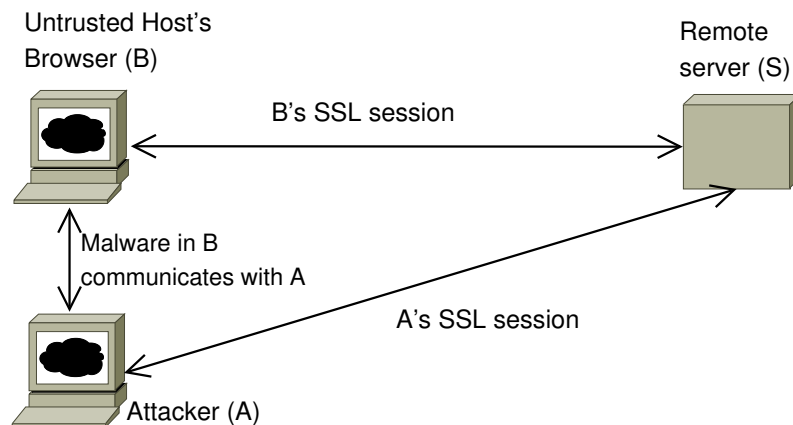 Untrusted Host's
Browser (B)
Remote
server (S)
B's SSL session
Malware in B
communicates with A
A's SSL session
Attacker (A)